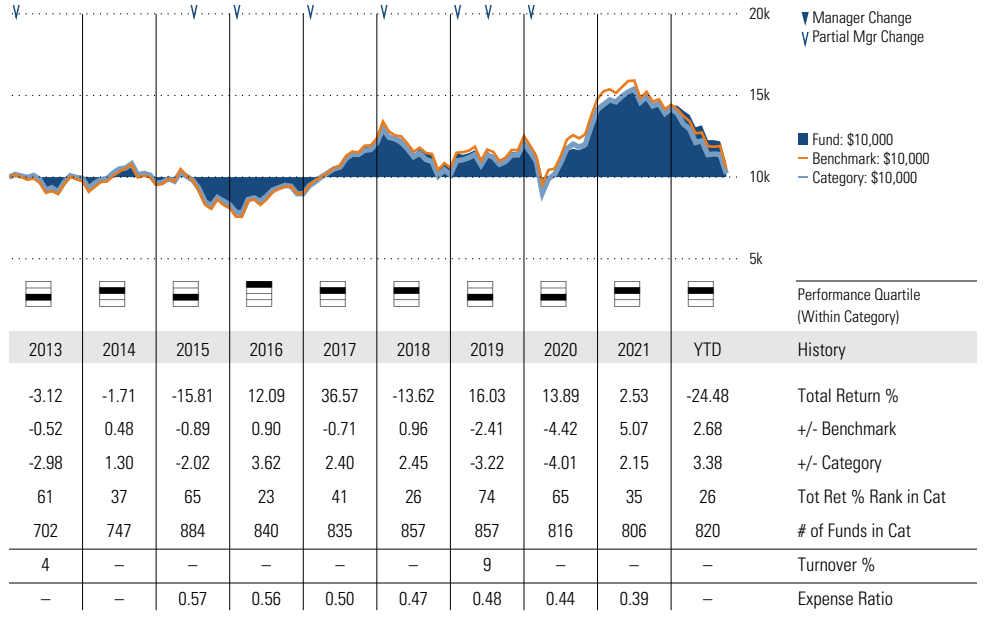 20k
Manager Change
Partial Mgr Change
15k
Fund: $10,000
Benchmark: $10,000
Category: $10,000
10k
5k
Performance Quartile
(Within Category)
2013 2014 2015 2016 2017 2018 2019 2020 2021 YTD History
-3.12 -1.71 -15.81 12.09 36.57 -13.62 16.03 13.89 2.53 -24.48 Total Return %
-0.52 0.48 -0.89 0.90 -0.71 0.96 -2.41 -4.42 5.07 2.68 +/- Benchmark
-2.98 1.30 -2.02 3.62 2.40 2.45 -3.22 -4.01 2.15 3.38 +/- Category
61 37 65 23 41 26 74 65 35 26 Tot Ret % Rank in Cat
702 747 884 840 835 857 857 816 806 820 # of Funds in Cat
4 – – – – – 9 – – – Turnover %
– – 0.57 0.56 0.50 0.47 0.48 0.44 0.39 – Expense Ratio